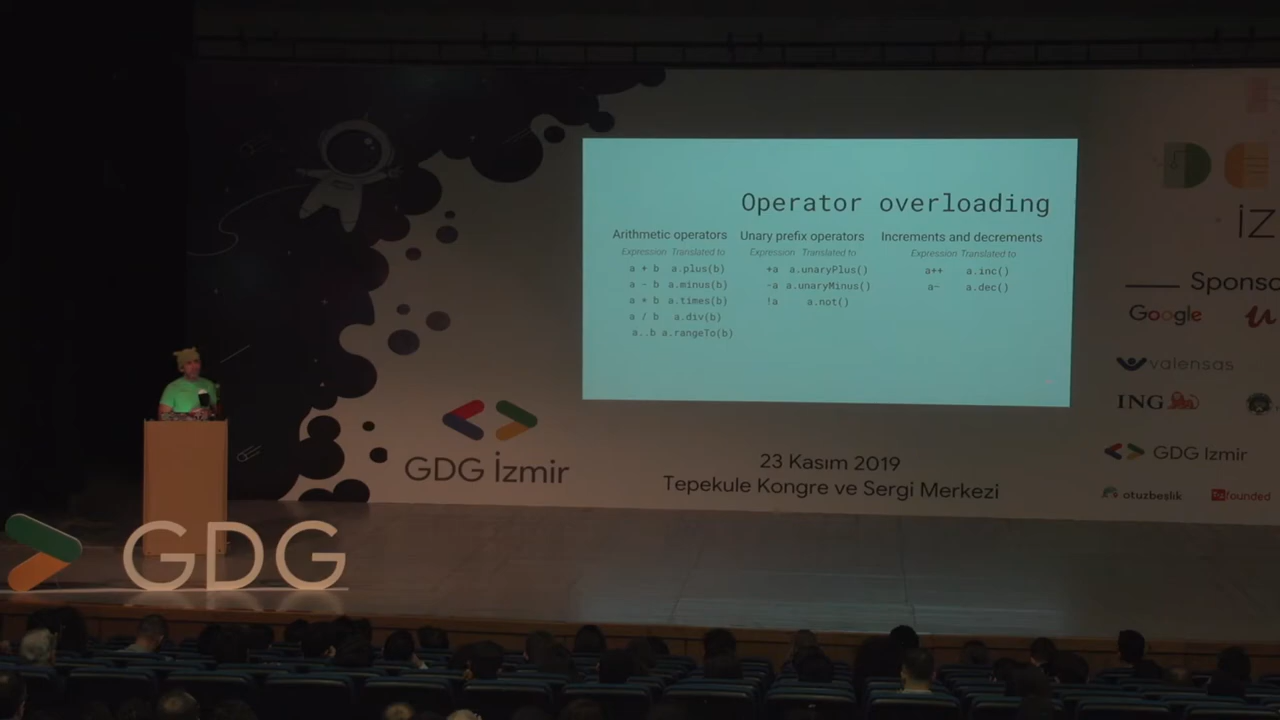 Operator overloading
Arithmetic operators
Expression Translated to
a + b a.plus(b)
a - b a.minus(b)
a * b a.times(b)
a / b a.div(b)
a..b a.rangeTo(b)
Unary prefix operators
Expression Translated to
+a a.unaryPlus()
-a a.unaryMinus()
!a a.not()
Increments and decrements
Expression Translated to
a++ a.inc()
a- a.dec()
GDG İzmir
23 Kasım 2019
Tepekule Kongre ve Sergi Merkezi
İZ
Sponso
Google
valensas
ING
GDG Izmir
otuzbeslik
founded
GDG